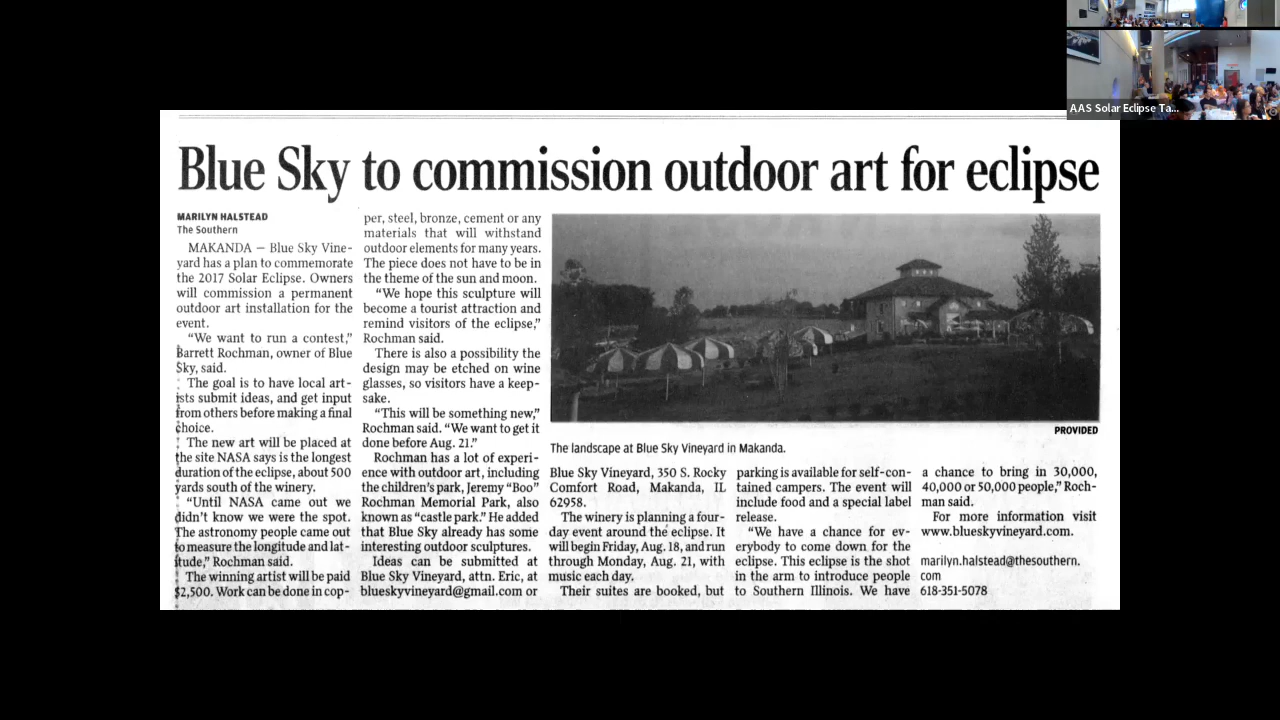 AAS Solar Eclipse Ta...
Blue Sky to commission outdoor art for eclipse
MARILYN HALSTEAD
The Southern
MAKANDA — Blue Sky Vine-
yard has a plan to commemorate
the 2017 Solar Eclipse. Owners
will commission a permanent
outdoor art installation for the
event.
“We want to run a contest,”
Barrett Rochman, owner of Blue
Sky, said.
The goal is to have local art-
ists submit ideas, and get input
from others before making a final
choice.
The new art will be placed at
the site NASA says is the longest
duration of the eclipse, about 500
yards south of the winery.
“Until NASA came out we
didn’t know we were the spot.
The astronomy people came out
to measure the longitude and lat-
itude,” Rochman said.
The winning artist will be paid
$2,500. Work can be done in cop-
per, steel, bronze, cement or any
materials that will withstand
outdoor elements for many years.
The piece does not have to be in
the theme of the sun and moon.
“We hope this sculpture will
become a tourist attraction and
remind visitors of the eclipse,”
Rochman said.
There is also a possibility the
design may be etched on wine
glasses, so visitors have a keep-
sake.
“This will be something new,”
Rochman said. “We want to get it
done before Aug. 21.”
Rochman has a lot of experi-
ence with outdoor art, including
the children’s park, Jeremy “Boo”
Rochman Memorial Park, also
known as “castle park.” He added
that Blue Sky already has some
interesting outdoor sculptures.
Ideas can be submitted at
Blue Sky Vineyard, attn. Eric, at
blueskyvineyard@gmail.com or
PROVIDED
The landscape at Blue Sky Vineyard in Makanda.
Blue Sky Vineyard, 350 S. Rocky
Comfort Road, Makanda, IL
62958.
The winery is planning a four-
day event around the eclipse. It
will begin Friday, Aug. 18, and run
through Monday, Aug. 21, with
music each day.
Their suites are booked, but
parking is available for self-con-
tained campers. The event will
include food and a special label
release.
“We have a chance for ev-
erybody to come down for the
eclipse. This eclipse is the shot
in the arm to introduce people
to Southern Illinois. We have
a chance to bring in 30,000,
40,000 or 50,000 people,” Roch-
man said.
For more information visit
www.blueskyvineyard.com.
marilyn.halstead@thesouthern.
com
618-351-5078